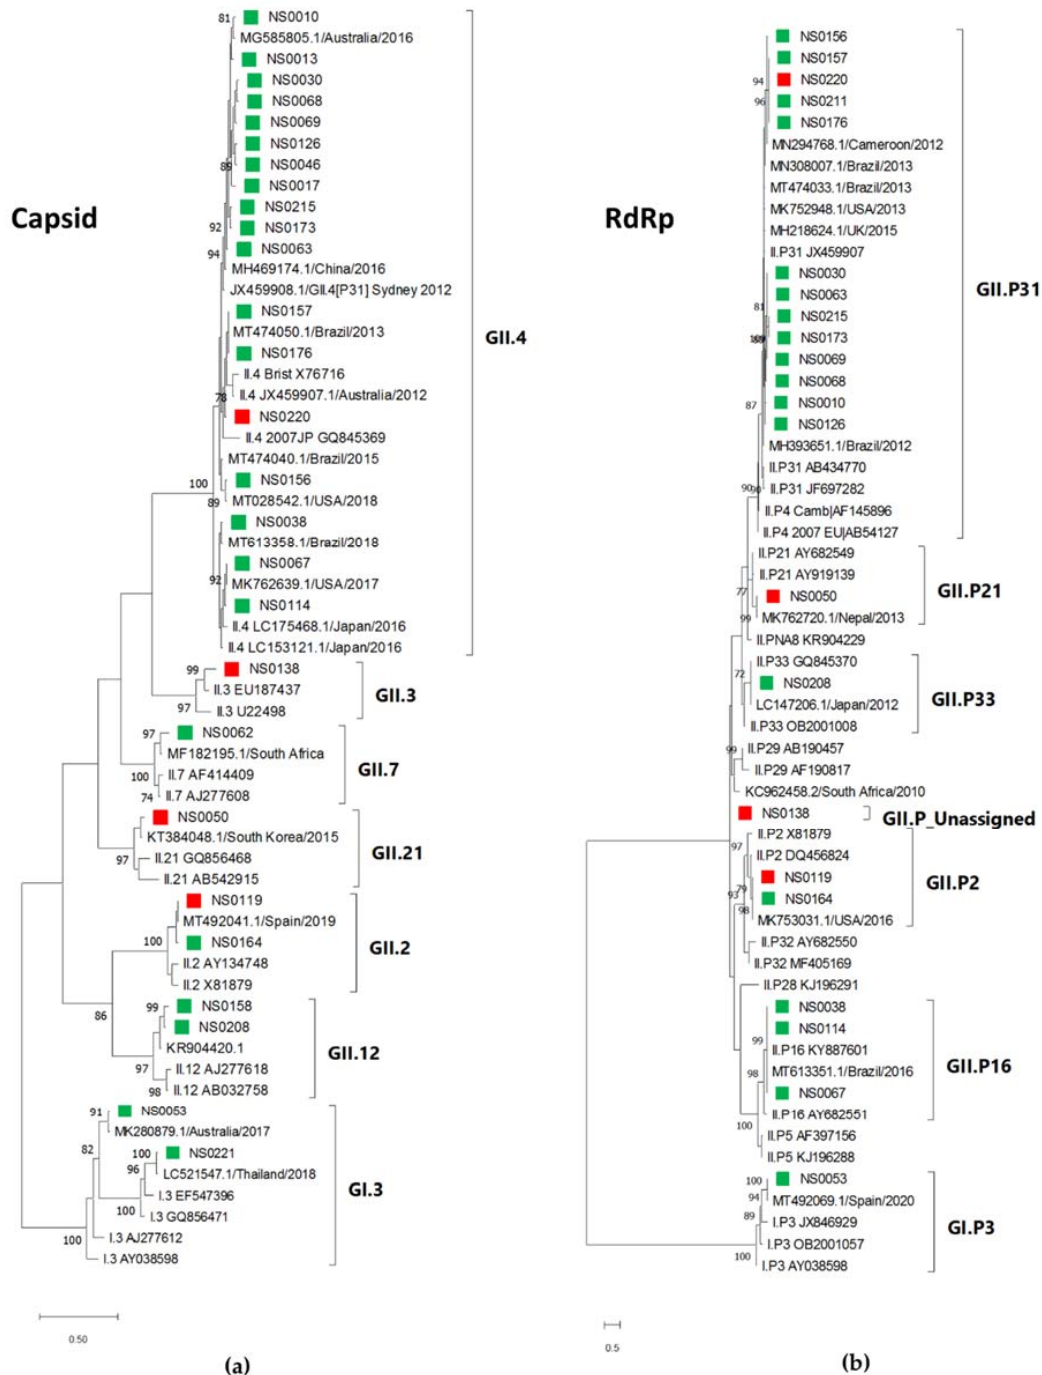 Capsid
81
NS0010
MG585805.1/Australia/2016
NS0013
NS0030
NS0068
NS0069
NS0126
NS0046
NS0017
NS0215
92
NS0173
94
NS0063
MH469174.1/China/2016
JX459908.1/GII.4[P31] Sydney 2012
NS0157
MT474050.1/Brazil/2013
NS0176
II.4 Brist X76716
78
II.4 JX459907.1/Australia/2012
NS0220
II.4 2007JP GQ845369
MT474040.1/Brazil/2015
100
NS0156
89
MT028542.1/USA/2018
NS0038
MT613358.1/Brazil/2018
NS0067
92
MK762639.1/USA/2017
NS0114
II.4 LC175468.1/Japan/2016
II.4 LC153121.1/Japan/2016
GII.4
99
NS0138
II.3 EU187437
97
II.3 U22498
GII.3
97
NS0062
MF182195.1/South Africa
100
II.7 AF414409
74
II.7 AJ277608
GII.7
NS0050
KT384048.1/South Korea/2015
97
II.21 GQ856468
II.21 AB542915
GII.21
NS0119
MT492041.1/Spain/2019
100
NS0164
II.2 AY134748
II.2 X81879
GII.2
86
99
NS0158
NS0208
KR904420.1
97
II.12 AJ277618
98
II.12 AB032758
GII.12
91
NS0053
MK280879.1/Australia/2017
82
100
NS0221
96
LC521547.1/Thailand/2018
I.3 EF547396
100
I.3 GQ856471
100
I.3 AJ277612
I.3 AY038598
GI.3
0.50
(a)
RdRp
NS0156
NS0157
94
NS0220
96
NS0211
NS0176
MN294768.1/Cameroon/2012
MN308007.1/Brazil/2013
MT474033.1/Brazil/2013
MK752948.1/USA/2013
MH218624.1/UK/2015
II.P31 JX459907
NS0030
NS0063
81
NS0215
NS0173
NS0069
NS0068
87
NS0010
NS0126
MH393651.1/Brazil/2012
II.P31 AB434770
90
II.P31 JF697282
II.P4 Camb|AF145896
II.P4 2007 EU|AB54127
GII.P31
II.P21 AY682549
II.P21 AY919139
77
NS0050
99
MK762720.1/Nepal/2013
GII.P21
II.PNA8 KR904229
II.P33 GQ845370
72
NS0208
LC147206.1/Japan/2012
II.P33 OB2001008
GII.P33
99
II.P29 AB190457
II.P29 AF190817
KC962458.2/South Africa/2010
NS0138
GII.P_Unassigned
97
II.P2 X81879
II.P2 DQ456824
79
NS0119
93
NS0164
98
MK753031.1/USA/2016
GII.P2
II.P32 AY682550
II.P32 MF405169
II.P28 KJ196291
NS0038
NS0114
99
II.P16 KY887601
98
MT613351.1/Brazil/2016
NS0067
II.P16 AY682551
GII.P16
100
II.P5 AF397156
II.P5 KJ196288
100
NS0053
94
MT492069.1/Spain/2020
89
I.P3 JX846929
I.P3 OB2001057
100
I.P3 AY038598
GI.P3
0.5
(b)